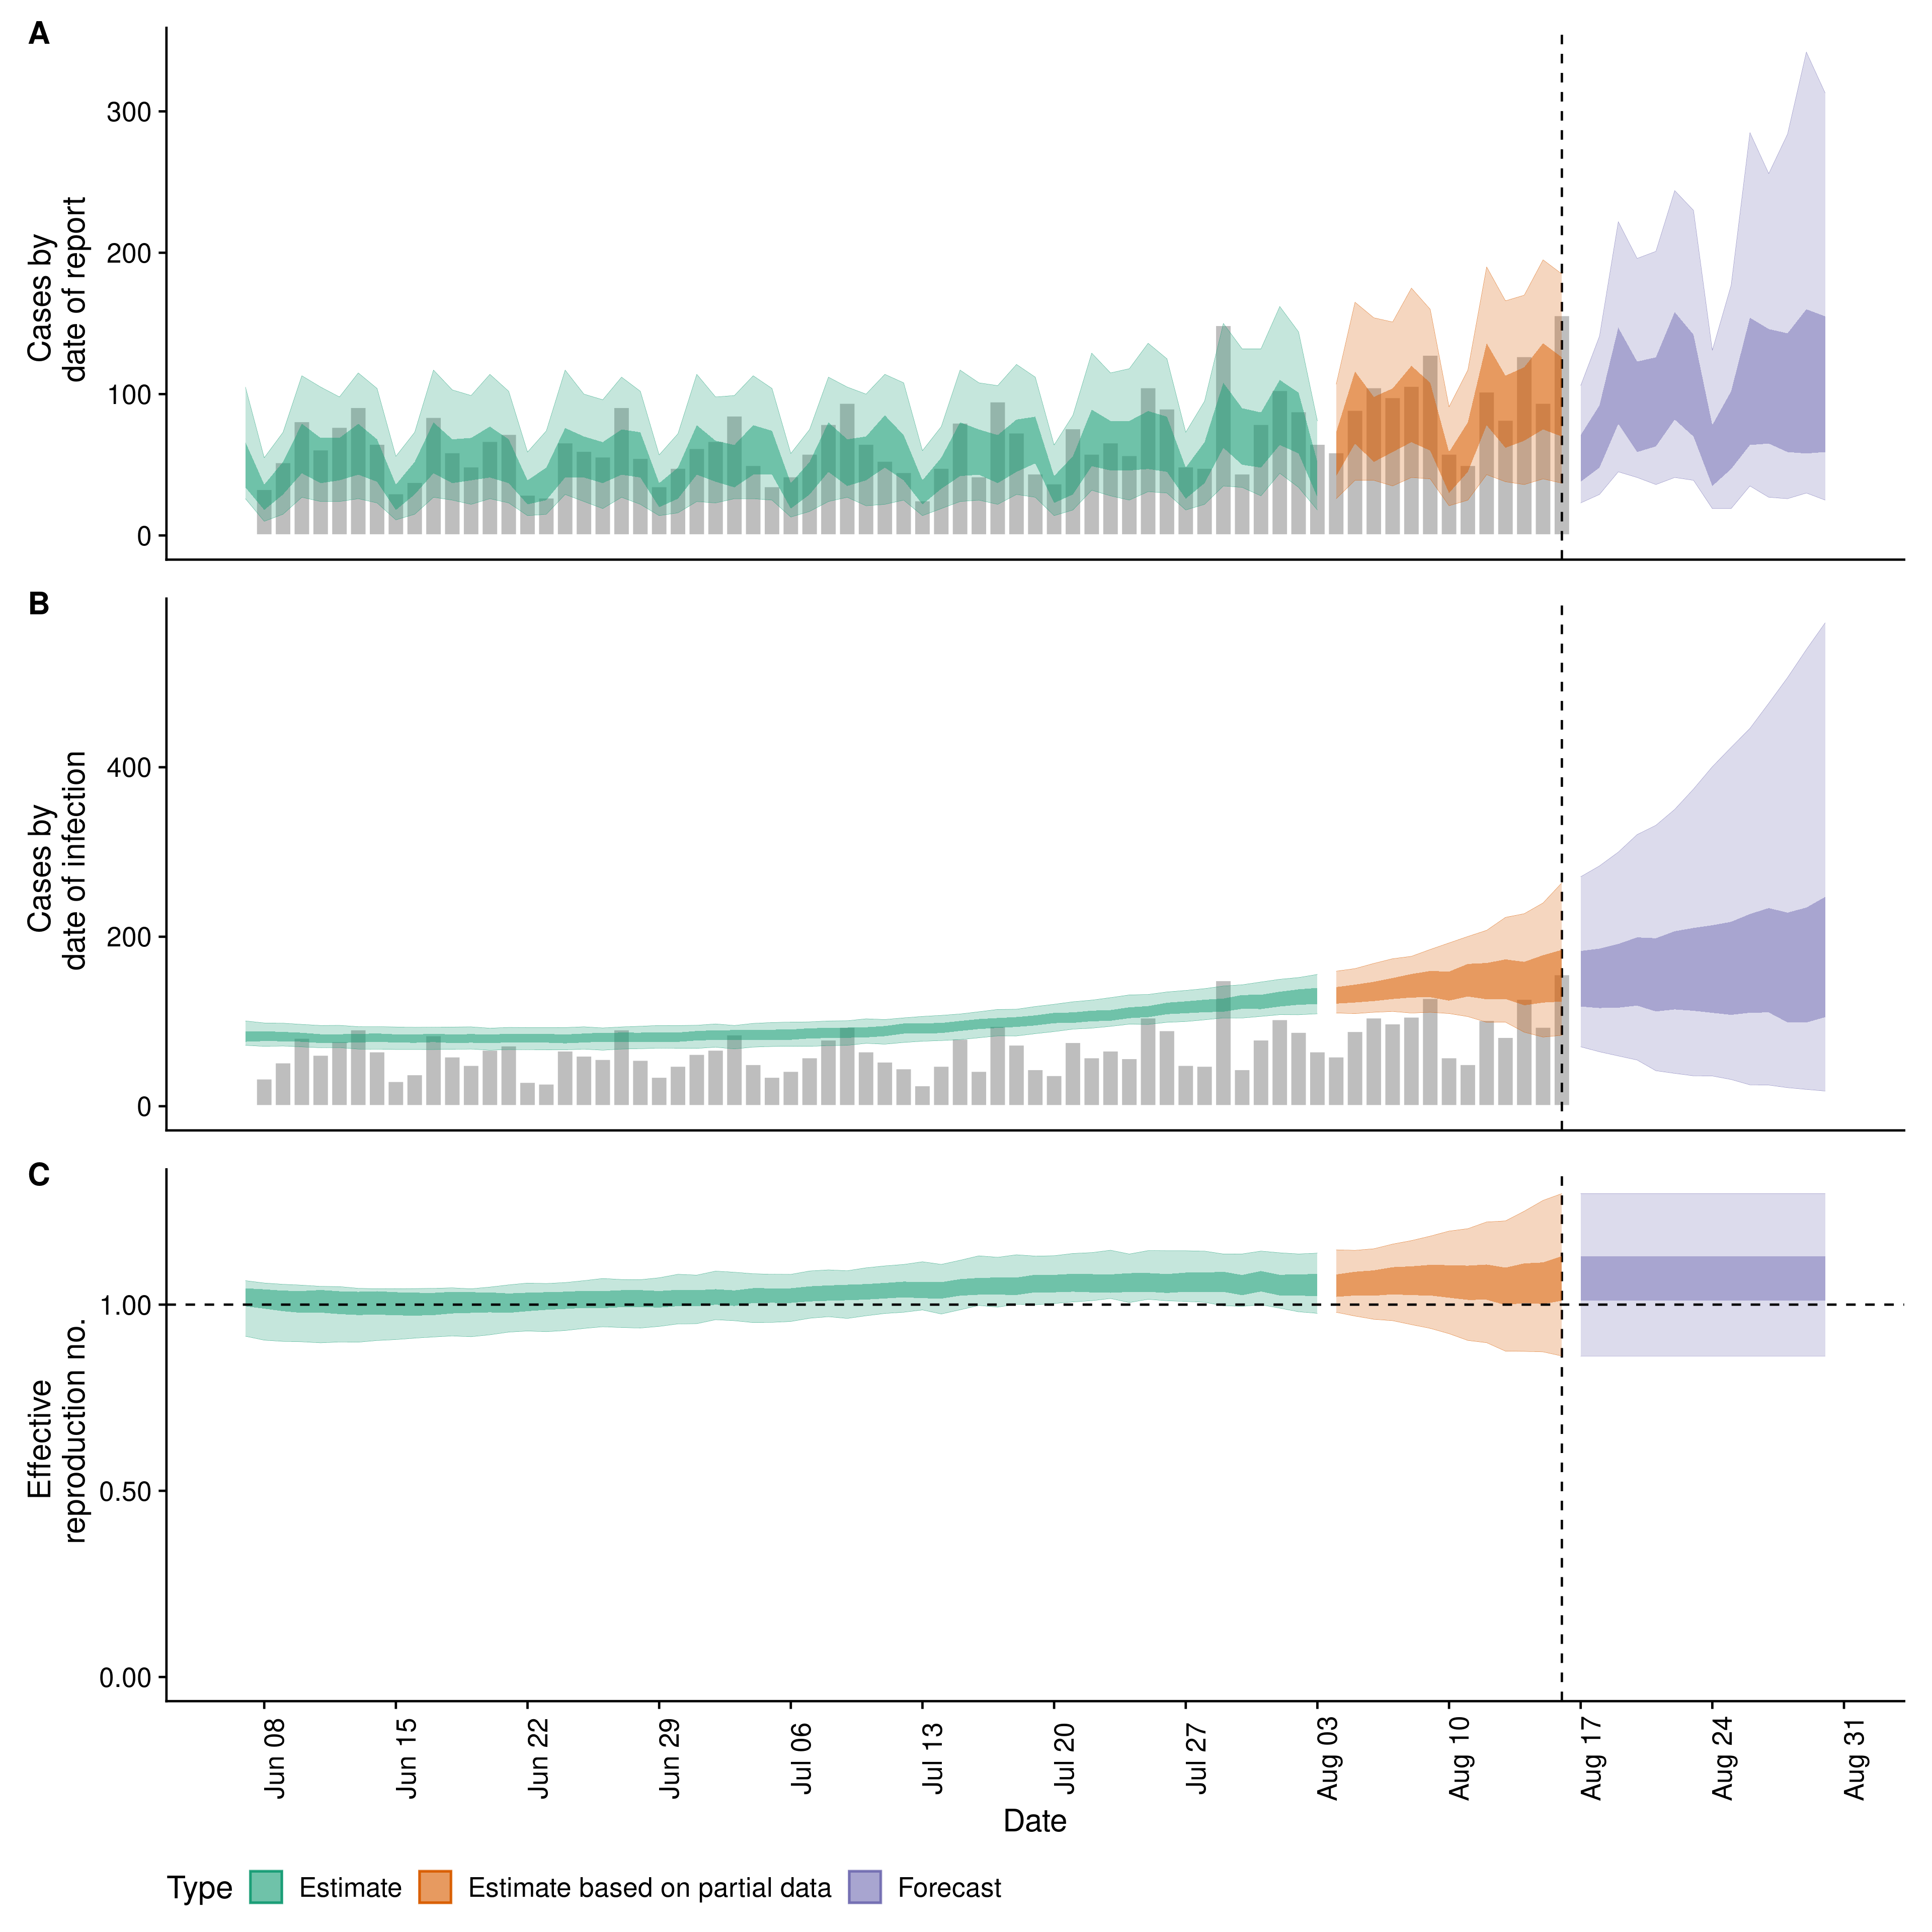 A
Cases by
date of report
300
200
100
0
B
Cases by
date of infection
400
200
0
C
Effective
reproduction no.
1.00
0.50
0.00
Jun 08
Jun 15
Jun 22
Jun 29
Jul 06
Jul 13
Jul 20
Jul 27
Aug 03
Aug 10
Aug 17
Aug 24
Aug 31
Date
Type Estimate Estimate based on partial data Forecast